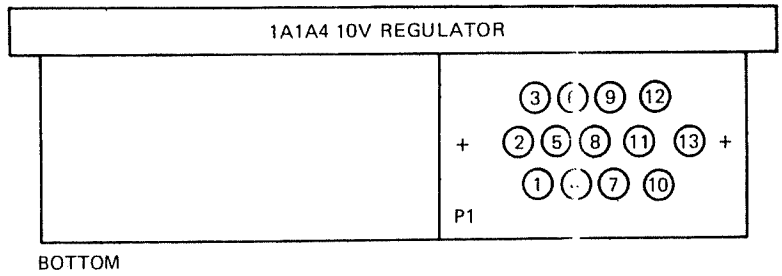 1A1A4 10V REGULATOR
3 9 12
+ 2 5 8 11 13 +
1 7 10
P1
BOTTOM